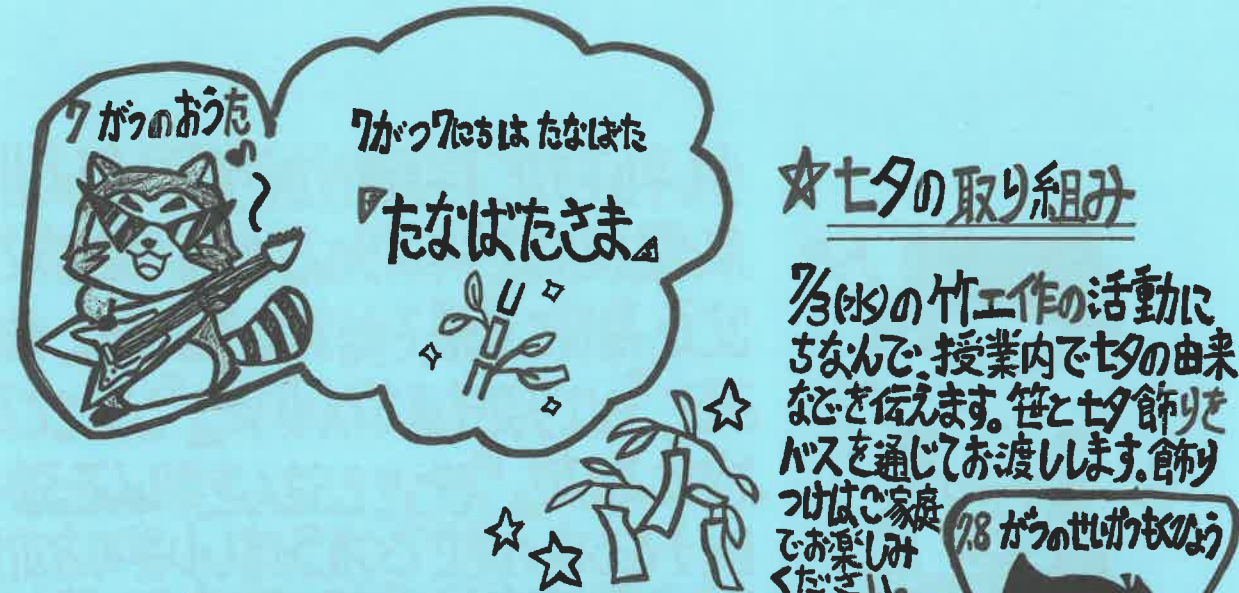 7がつのおうた
7がつ7にちは たなばた
『たなばたさま』
☆七夕の取り組み
7/3(水)の竹工作の活動に
ちなんで、授業内で七夕の由来
などを伝えます。笹と七夕飾りを
バスを通じてお渡しします。飾り
つけはご家庭
でお楽しみ
ください。
7.8がつのせいかつもくひょう